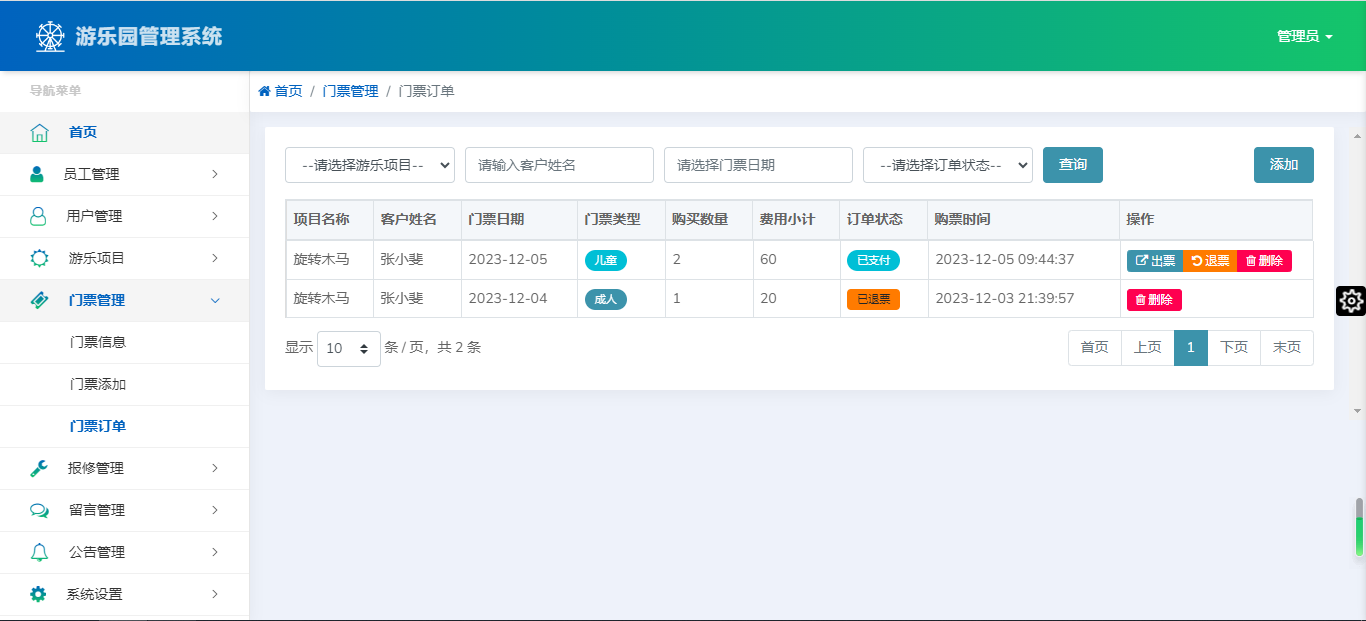 游乐园管理系统
管理员
导航菜单
首页
员工管理
用户管理
游乐项目
门票管理
门票信息
门票添加
门票订单
报修管理
留言管理
公告管理
系统设置
首页 / 门票管理 / 门票订单
--请选择游乐项目-- 请输入客户姓名 请选择门票日期 --请选择订单状态-- 查询 添加
项目名称 客户姓名 门票日期 门票类型 购买数量 费用小计 订单状态 购票时间 操作
旋转木马 张小斐 2023-12-05 儿童 2 60 已支付 2023-12-05 09:44:37 出票 退票 删除
旋转木马 张小斐 2023-12-04 成人 1 20 已退票 2023-12-03 21:39:57 删除
显示 10 条 / 页，共 2 条 首页 上页 1 下页 末页